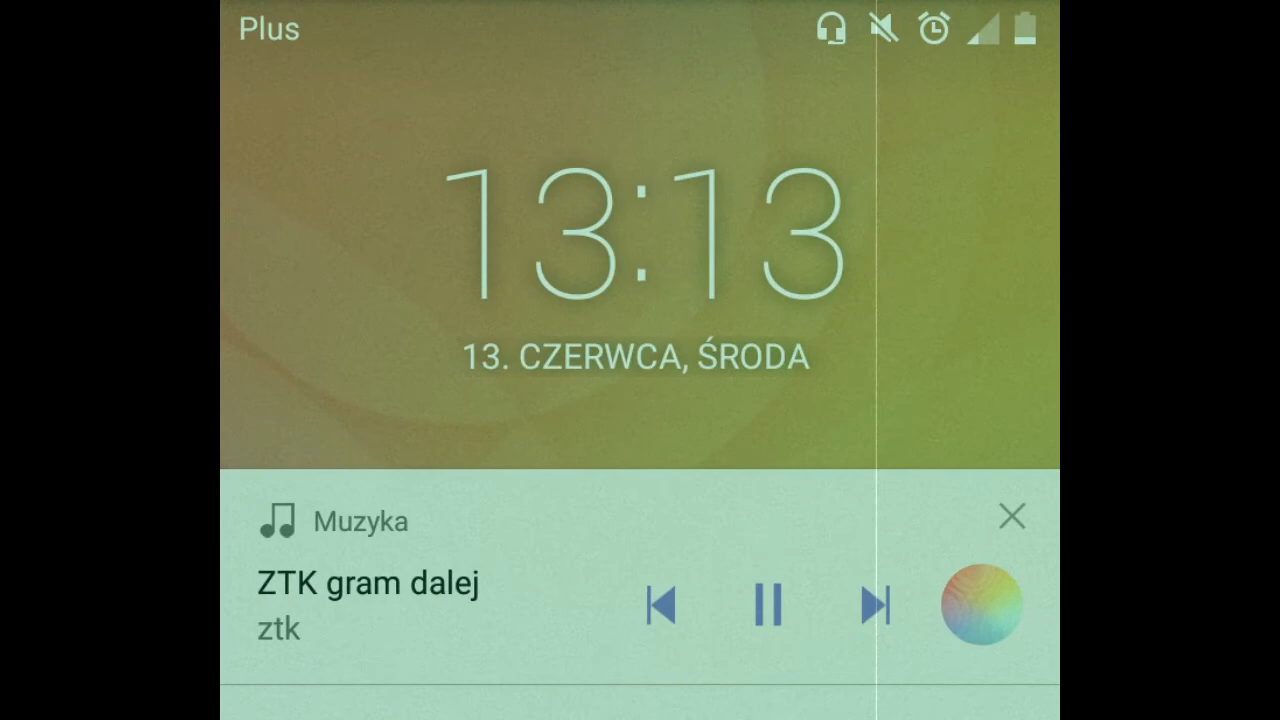 Plus
13:13
13. CZERWCA, ŚRODA
Muzyka
ZTK gram dalej
ztk